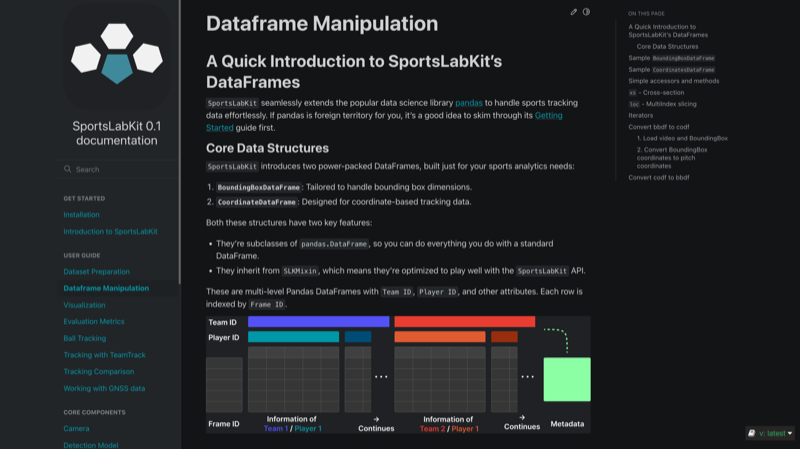 SportsLabKit 0.1
documentation
Search
GET STARTED
Installation
Introduction to SportsLabKit
USER GUIDE
Dataset Preparation
Dataframe Manipulation
Visualization
Evaluation Metrics
Ball Tracking
Tracking with TeamTrack
Tracking Comparison
Working with GNSS data
CORE COMPONENTS
Camera
Detection Model
Dataframe Manipulation
A Quick Introduction to SportsLabKit's
DataFrames
SportsLabKit seamlessly extends the popular data science library pandas to handle sports tracking
data effortlessly. If pandas is foreign territory for you, it's a good idea to skim through its Getting
Started guide first.
Core Data Structures
SportsLabKit introduces two power-packed DataFrames, built just for your sports analytics needs:
1. BoundingBoxDataFrame: Tailored to handle bounding box dimensions.
2. CoordinateDataFrame: Designed for coordinate-based tracking data.
Both these structures have two key features:
• They're subclasses of pandas.DataFrame, so you can do everything you do with a standard
DataFrame.
• They inherit from SLKMixin, which means they're optimized to play well with the SportsLabKit API.
These are multi-level Pandas DataFrames with Team ID, Player ID, and other attributes. Each row is
indexed by Frame ID.
Team ID
Player ID
... ...
Frame ID
Information of
Team 1 / Player 1
→
Continues
Information of
Team 2 / Player 1
→
Continues
Metadata
ON THIS PAGE
A Quick Introduction to
SportsLabKit's DataFrames
Core Data Structures
Sample BoundingBoxDataFrame
Sample CoordinatesDataFrame
Simple accessors and methods
xs - Cross-section
loc - MultiIndex slicing
Iterators
Convert bbdf to codf
1. Load video and BoundingBox
2. Convert BoundingBox
coordinates to pitch
coordinates
Convert codf to bbdf
v: latest